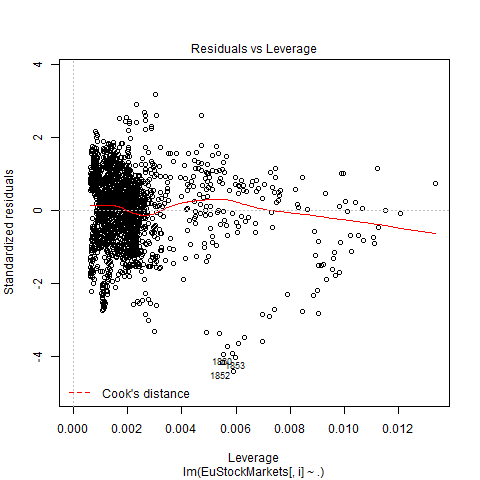 Residuals vs Leverage
Standardized residuals
4
2
0
-2
-4
1853
1852
Cook's distance
0.000 0.002 0.004 0.006 0.008 0.010 0.012
Leverage
lm(EuStockMarkets[, i] ~ .)